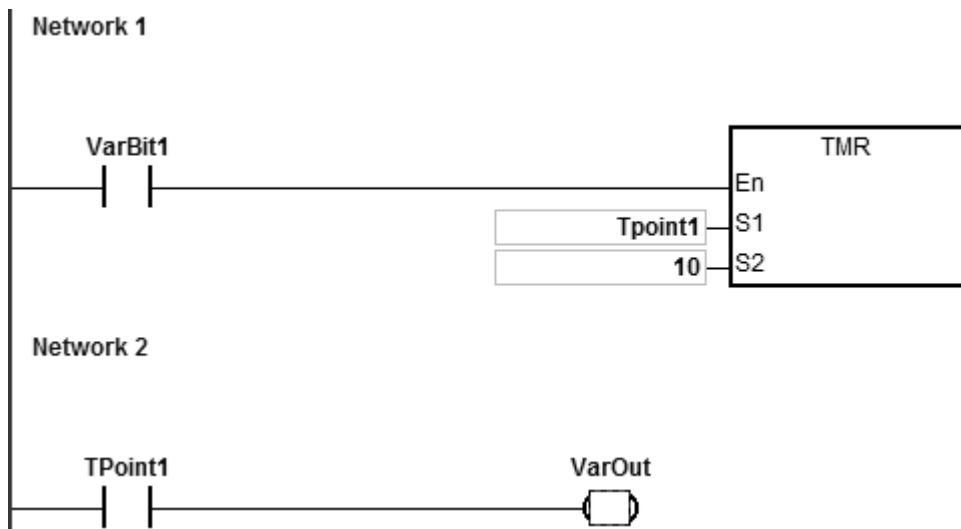 Network 1
VarBit1
TMR
En
Tpoint1 S1
10 S2
Network 2
TPoint1 VarOut